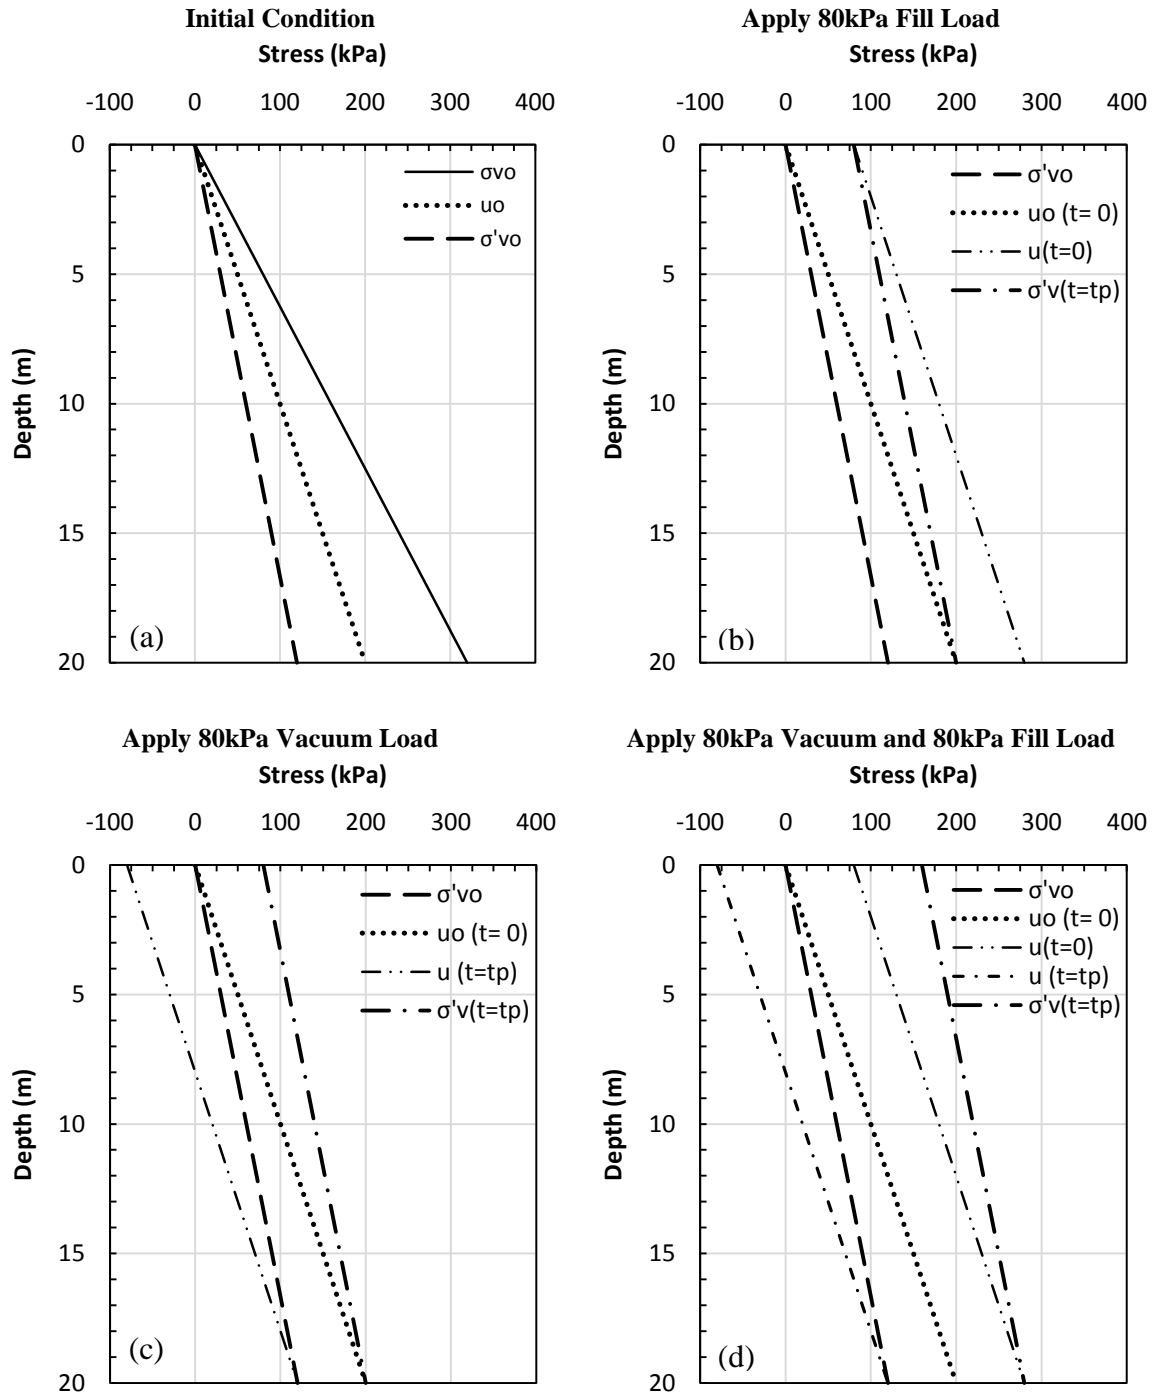 Initial Condition
Stress (kPa)
-100 0 100 200 300 400
0
5
10
15
20
Depth (m)
σvo
uo
σ'vo
(a)
Apply 80kPa Fill Load
Stress (kPa)
-100 0 100 200 300 400
0
5
10
15
20
Depth (m)
σ'vo
uo (t= 0)
u(t=0)
σ'v(t=tp)
(b)
Apply 80kPa Vacuum Load
Stress (kPa)
-100 0 100 200 300 400
0
5
10
15
20
Depth (m)
σ'vo
uo (t= 0)
u (t=tp)
σ'v(t=tp)
(c)
Apply 80kPa Vacuum and 80kPa Fill Load
Stress (kPa)
-100 0 100 200 300 400
0
5
10
15
20
Depth (m)
σ'vo
uo (t= 0)
u(t=0)
u (t=tp)
σ'v(t=tp)
(d)